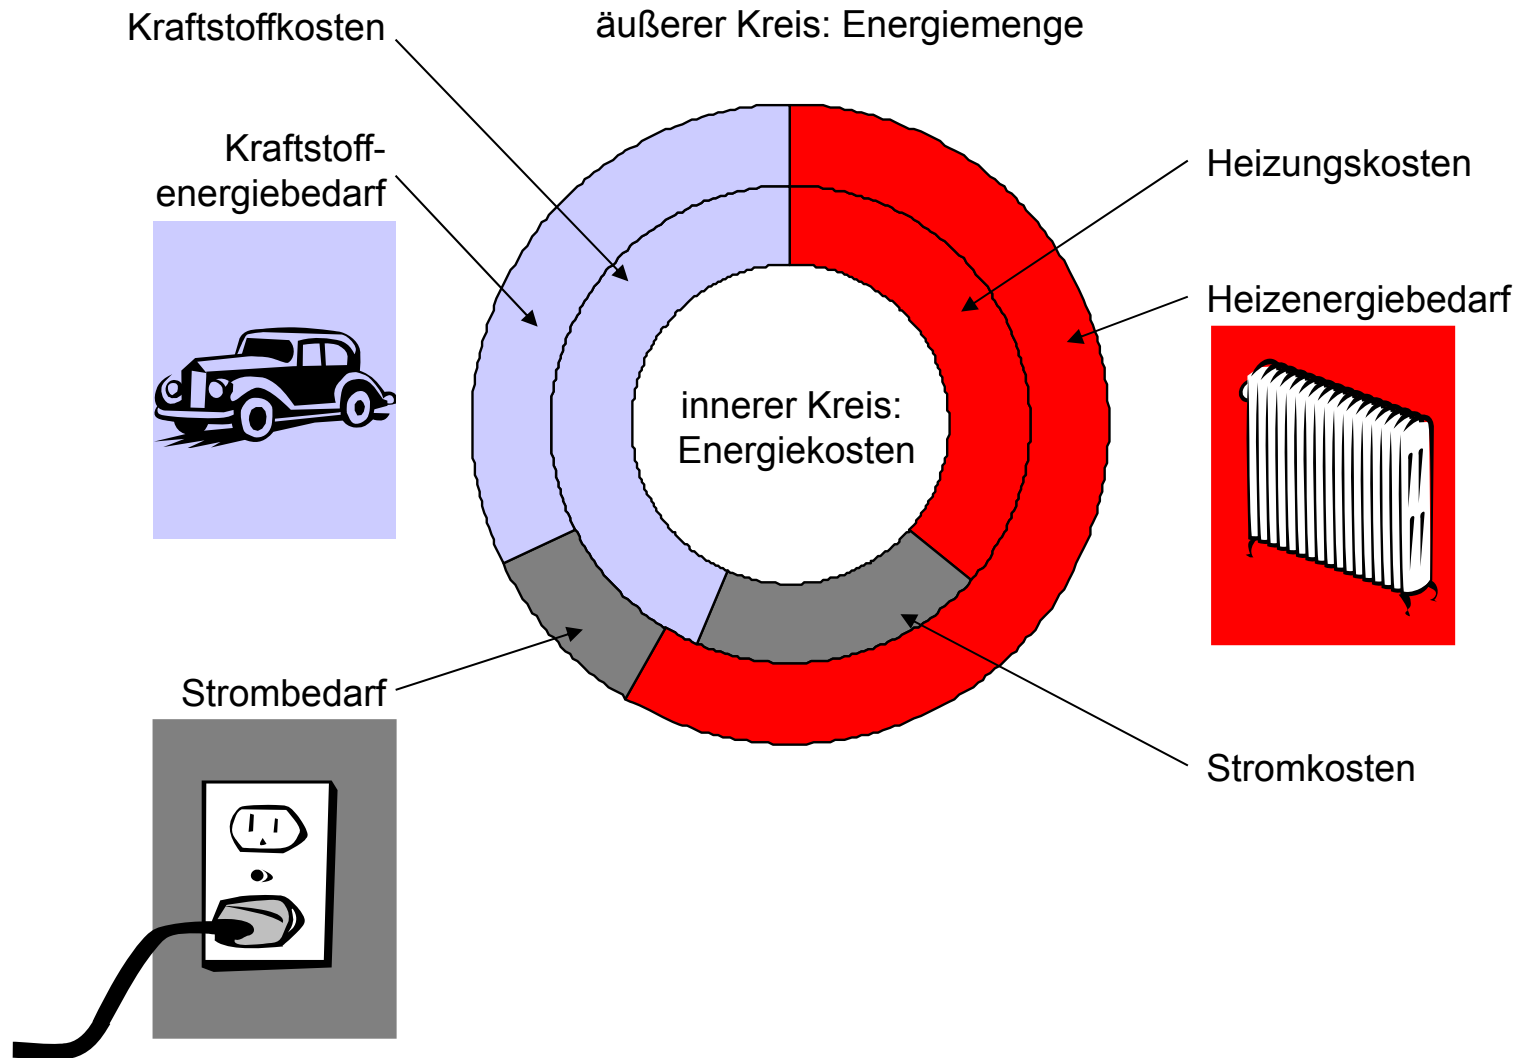 Kraftstoffkosten
äußerer Kreis: Energiemenge
Kraftstoff-
energiebedarf
Heizungskosten
Heizenergiebedarf
innerer Kreis:
Energiekosten
Strombedarf
Stromkosten